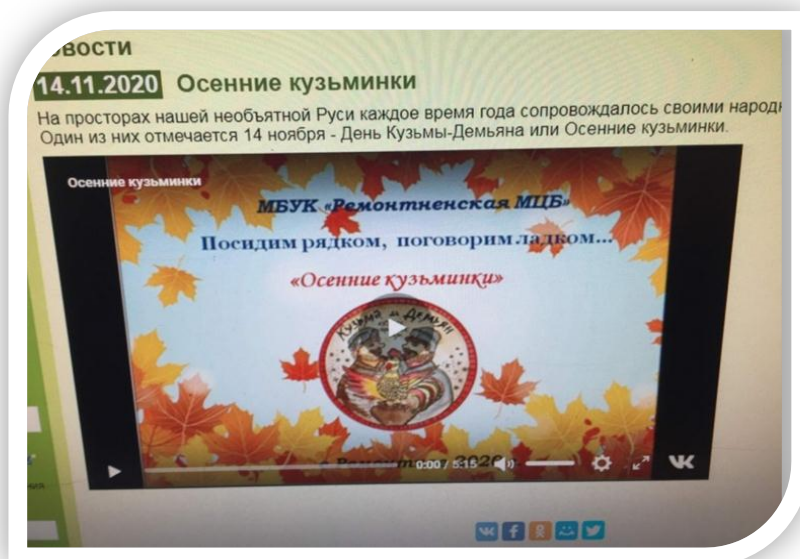 овости
14.11.2020 Осенние кузьминки
На просторах нашей необъятной Руси каждое время года сопровождалось своими народн
Один из них отмечается 14 ноября - День Кузьмы-Демьяна или Осенние кузьминки.
Осенние кузьминки
МБУК «Ремонтненская МЦБ»
Посидим рядком, поговорим ладком...
«Осенние кузьминки»
Кузьма и Демьян
0:00 / 5:15
2020